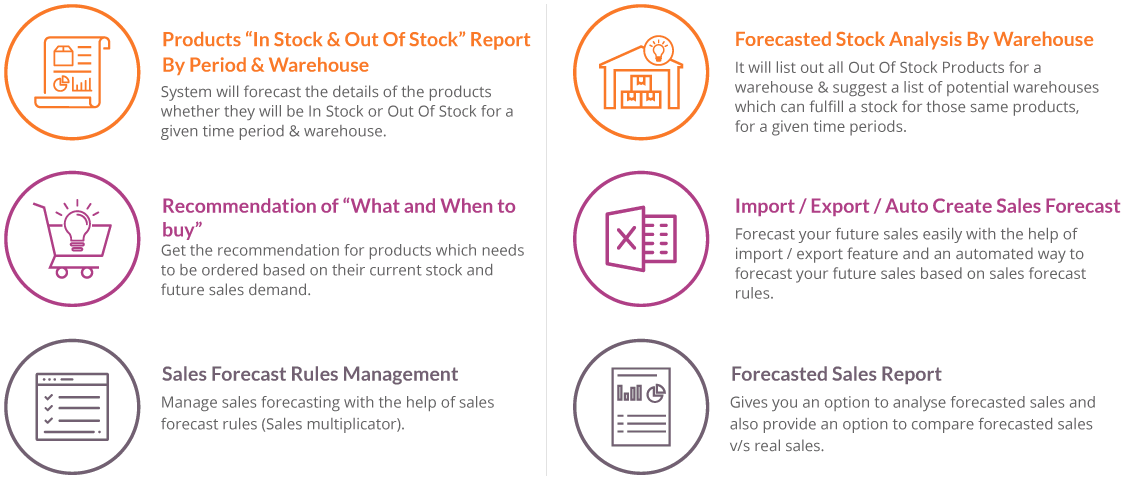 Products “In Stock & Out Of Stock” Report
By Period & Warehouse
System will forecast the details of the products
whether they will be In Stock or Out Of Stock for a
given time period & warehouse.
Forecasted Stock Analysis By Warehouse
It will list out all Out Of Stock Products for a
warehouse & suggest a list of potential warehouses
which can fulfill a stock for those same products,
for a given time periods.
Recommendation of “What and When to
buy”
Get the recommendation for products which needs
to be ordered based on their current stock and
future sales demand.
Import / Export / Auto Create Sales Forecast
Forecast your future sales easily with the help of
import / export feature and an automated way to
forecast your future sales based on sales forecast
rules.
Sales Forecast Rules Management
Manage sales forecasting with the help of sales
forecast rules (Sales multiplicator).
Forecasted Sales Report
Gives you an option to analyse forecasted sales and
also provide an option to compare forecasted sales
v/s real sales.